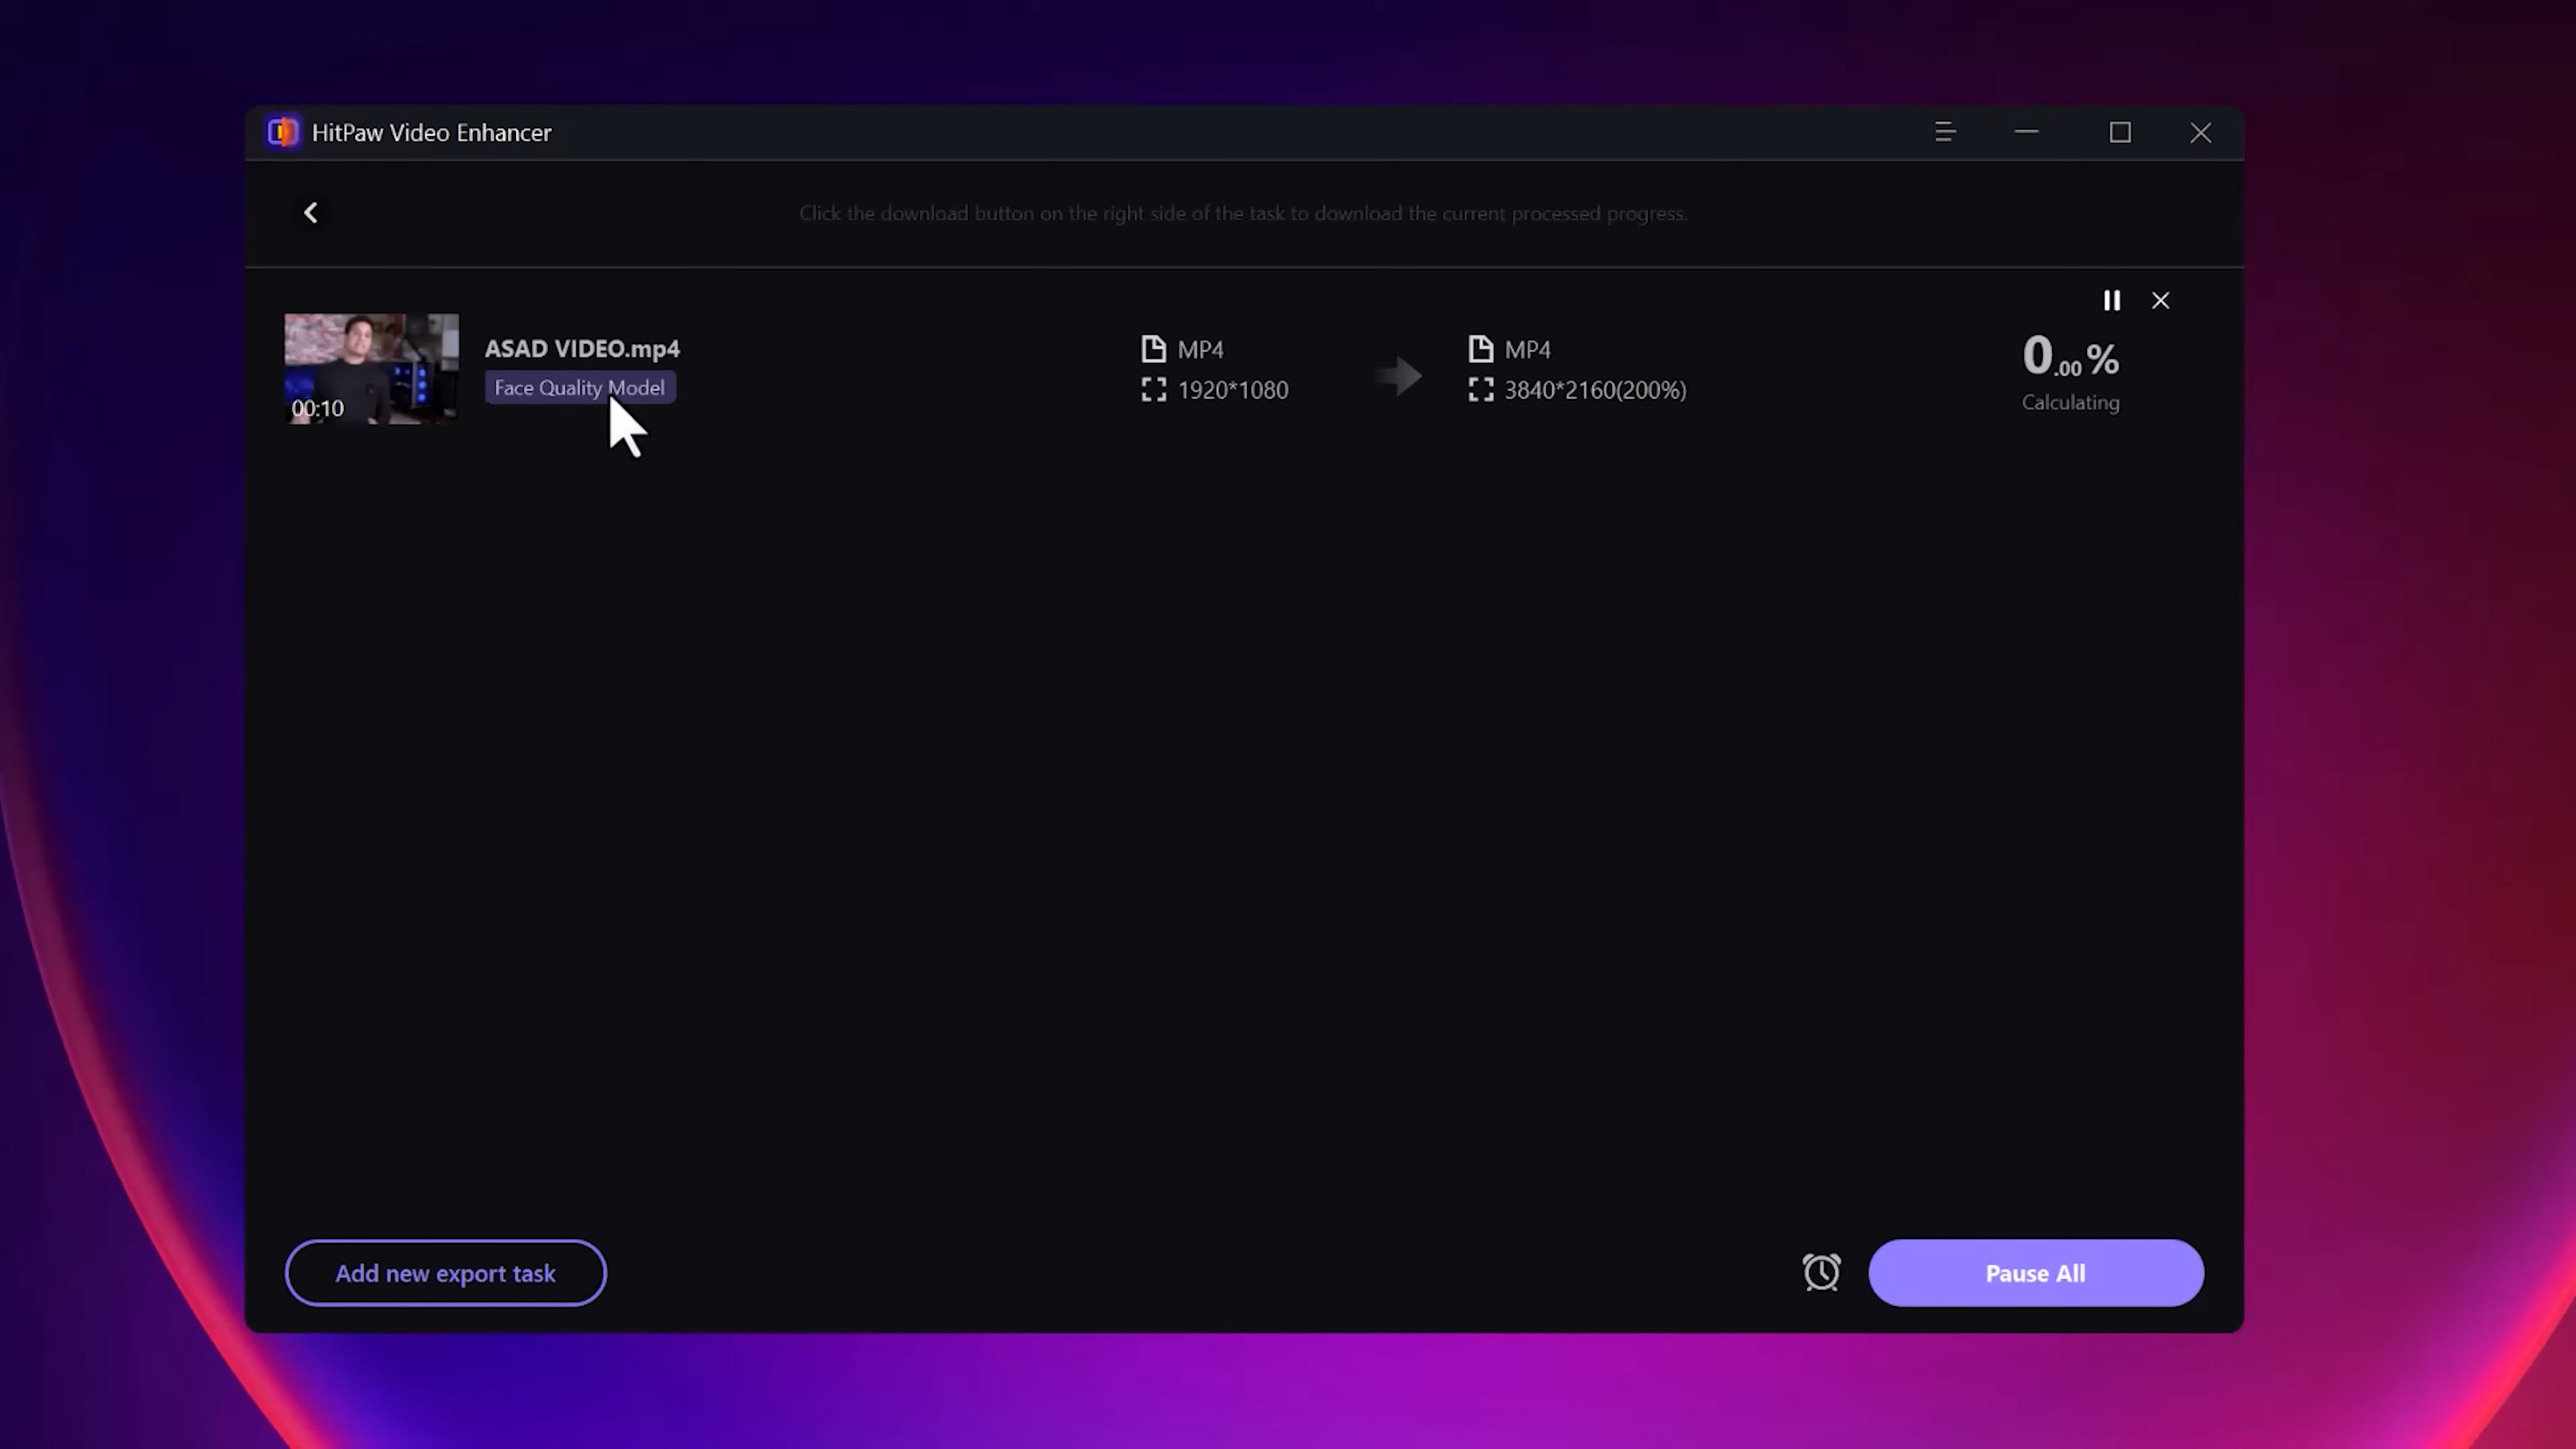 HitPaw Video Enhancer
Click the download button on the right side of the task to download the current processed progress.
00:10
ASAD VIDEO.mp4
Face Quality Model
MP4
1920*1080
MP4
3840*2160(200%)
0.00%
Calculating
Add new export task
Pause All